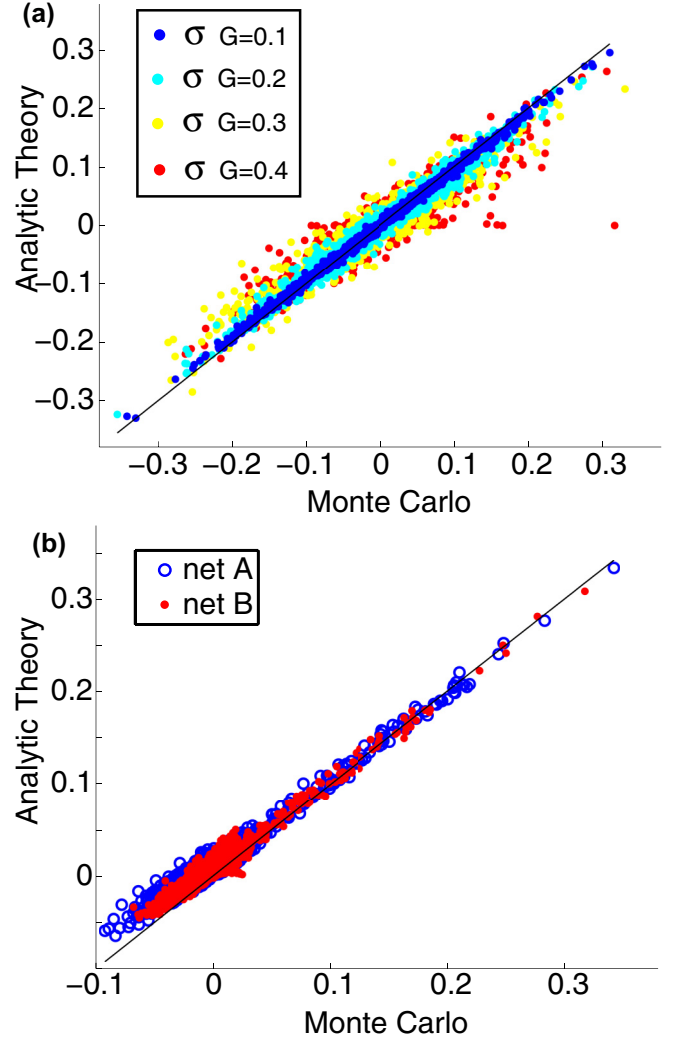 (a)
0.3
0.2
0.1
0
−0.1
−0.2
−0.3
Analytic Theory
σ G=0.1
σ G=0.2
σ G=0.3
σ G=0.4
−0.3 −0.2 −0.1 0 0.1 0.2 0.3
Monte Carlo
(b)
0.3
0.2
0.1
0
Analytic Theory
net A
net B
−0.1 0 0.1 0.2 0.3
Monte Carlo